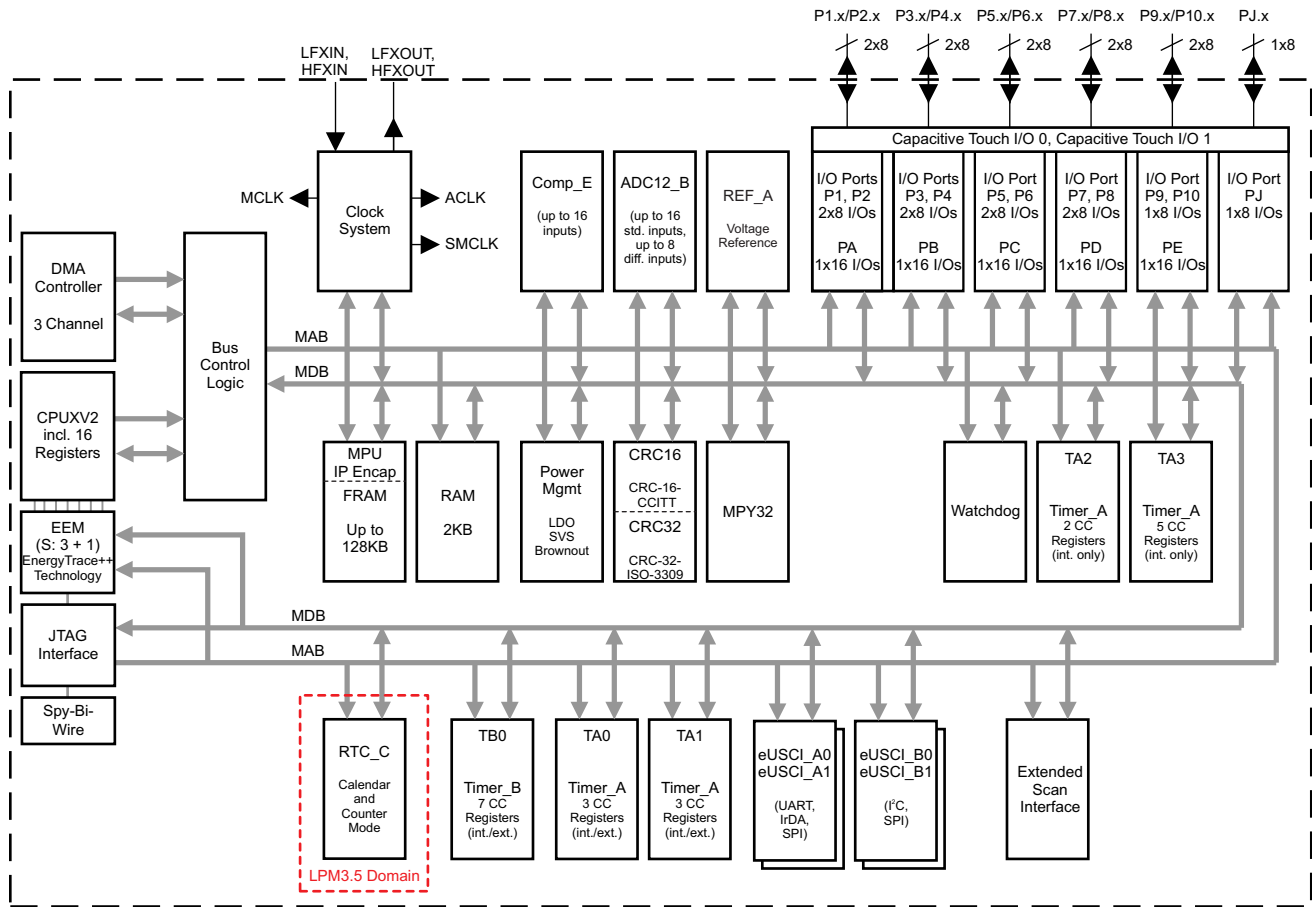 P1.x/P2.x
P3.x/P4.x
P5.x/P6.x
P7.x/P8.x
P9.x/P10.x
PJ.x
2x8
2x8
2x8
2x8
2x8
1x8
LFXIN,
HFXIN
LFXOUT,
HFXOUT
Capacitive Touch I/O 0, Capacitive Touch I/O 1
MCLK
Clock
System
ACLK
SMCLK
Comp_E
(up to 16
inputs)
ADC12_B
(up to 16
std. inputs,
up to 8
diff. inputs)
REF_A
Voltage
Reference
I/O Ports
P1, P2
2x8 I/Os
PA
1x16 I/Os
I/O Ports
P3, P4
2x8 I/Os
PB
1x16 I/Os
I/O Port
P5, P6
2x8 I/Os
PC
1x16 I/Os
I/O Port
P7, P8
2x8 I/Os
PD
1x16 I/Os
I/O Port
P9, P10
1x8 I/Os
PE
1x16 I/Os
I/O Port
PJ
1x8 I/Os
DMA
Controller
3 Channel
Bus
Control
Logic
MAB
MDB
CPUXV2
incl. 16
Registers
MPU
IP Encap
FRAM
Up to
128KB
RAM
2KB
Power
Mgmt
LDO
SVS
Brownout
CRC16
CRC-16-
CCITT
CRC32
CRC-32-
ISO-3309
MPY32
Watchdog
TA2
Timer_A
2 CC
Registers
(int. only)
TA3
Timer_A
5 CC
Registers
(int. only)
EEM
(S: 3 + 1)
EnergyTrace++
Technology
MDB
MAB
JTAG
Interface
Spy-Bi-
Wire
RTC_C
Calendar
and
Counter
Mode
LPM3.5 Domain
TB0
Timer_B
7 CC
Registers
(int./ext.)
TA0
Timer_A
3 CC
Registers
(int./ext.)
TA1
Timer_A
3 CC
Registers
(int./ext.)
eUSCI_A0
eUSCI_A1
(UART,
IrDA,
SPI)
eUSCI_B0
eUSCI_B1
(I²C,
SPI)
Extended
Scan
Interface